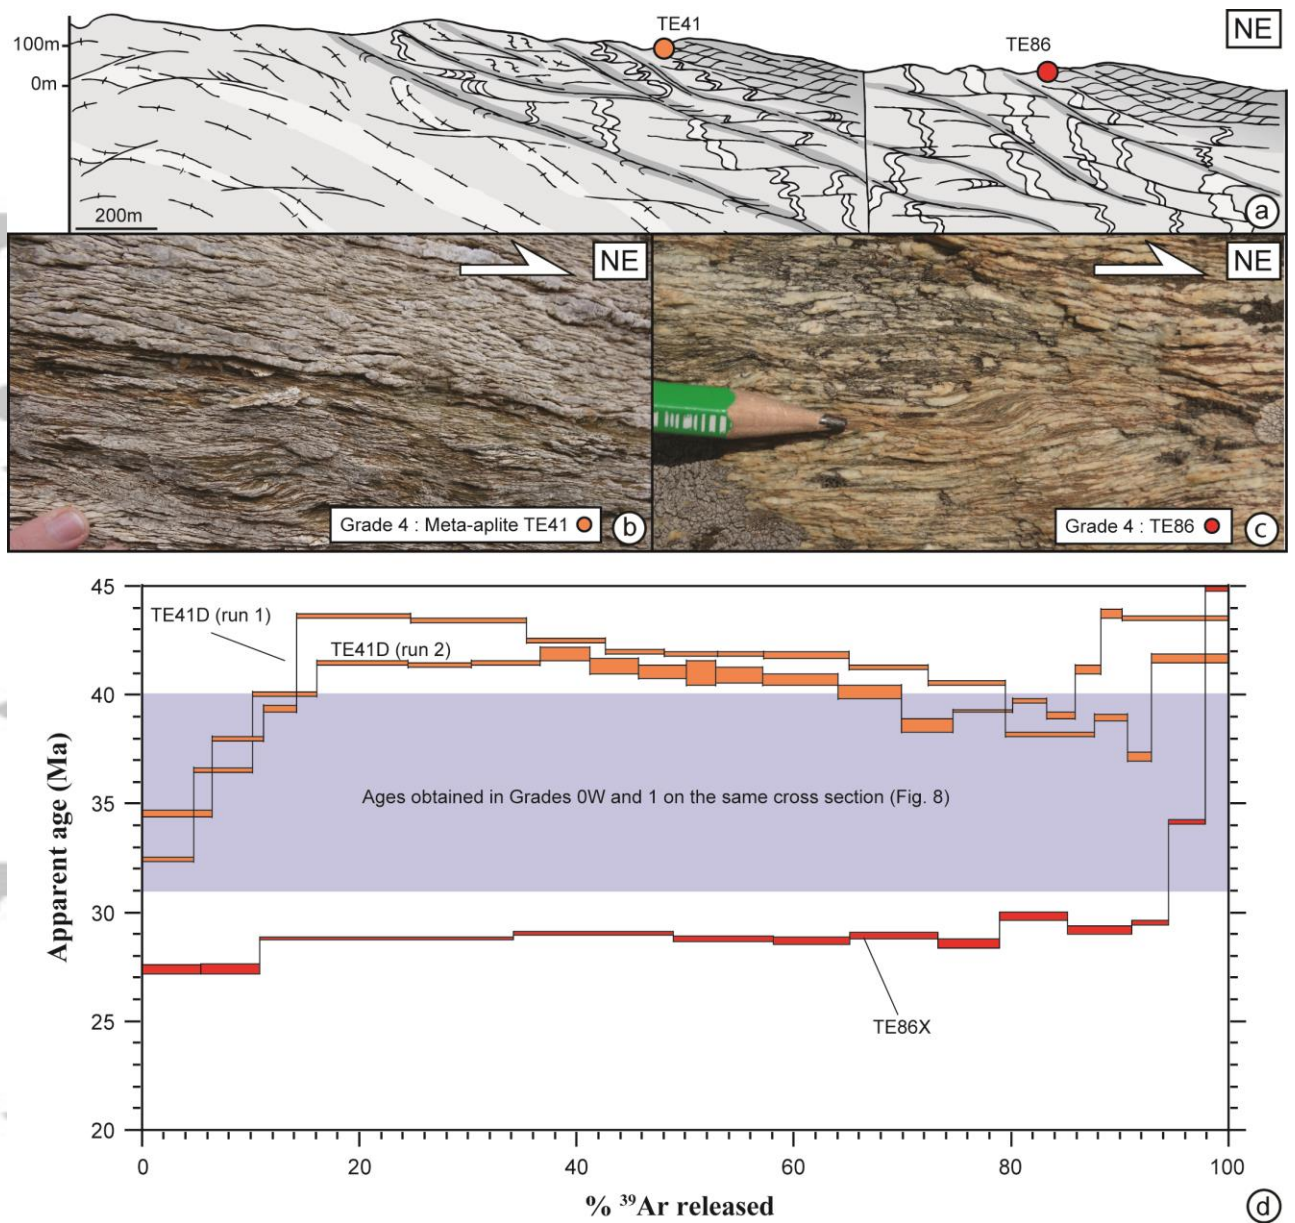 TE41
NE
TE86
100m
0m
200m
a
NE
NE
Grade 4 : Meta-aplite TE41
b
Grade 4 : TE86
c
45
TE41D (run 1)
TE41D (run 2)
40
Ages obtained in Grades 0W and 1 on the same cross section (Fig. 8)
35
30
25
TE86X
20
Apparent age (Ma)
0
20
40
60
80
100
% ³⁹Ar released
d